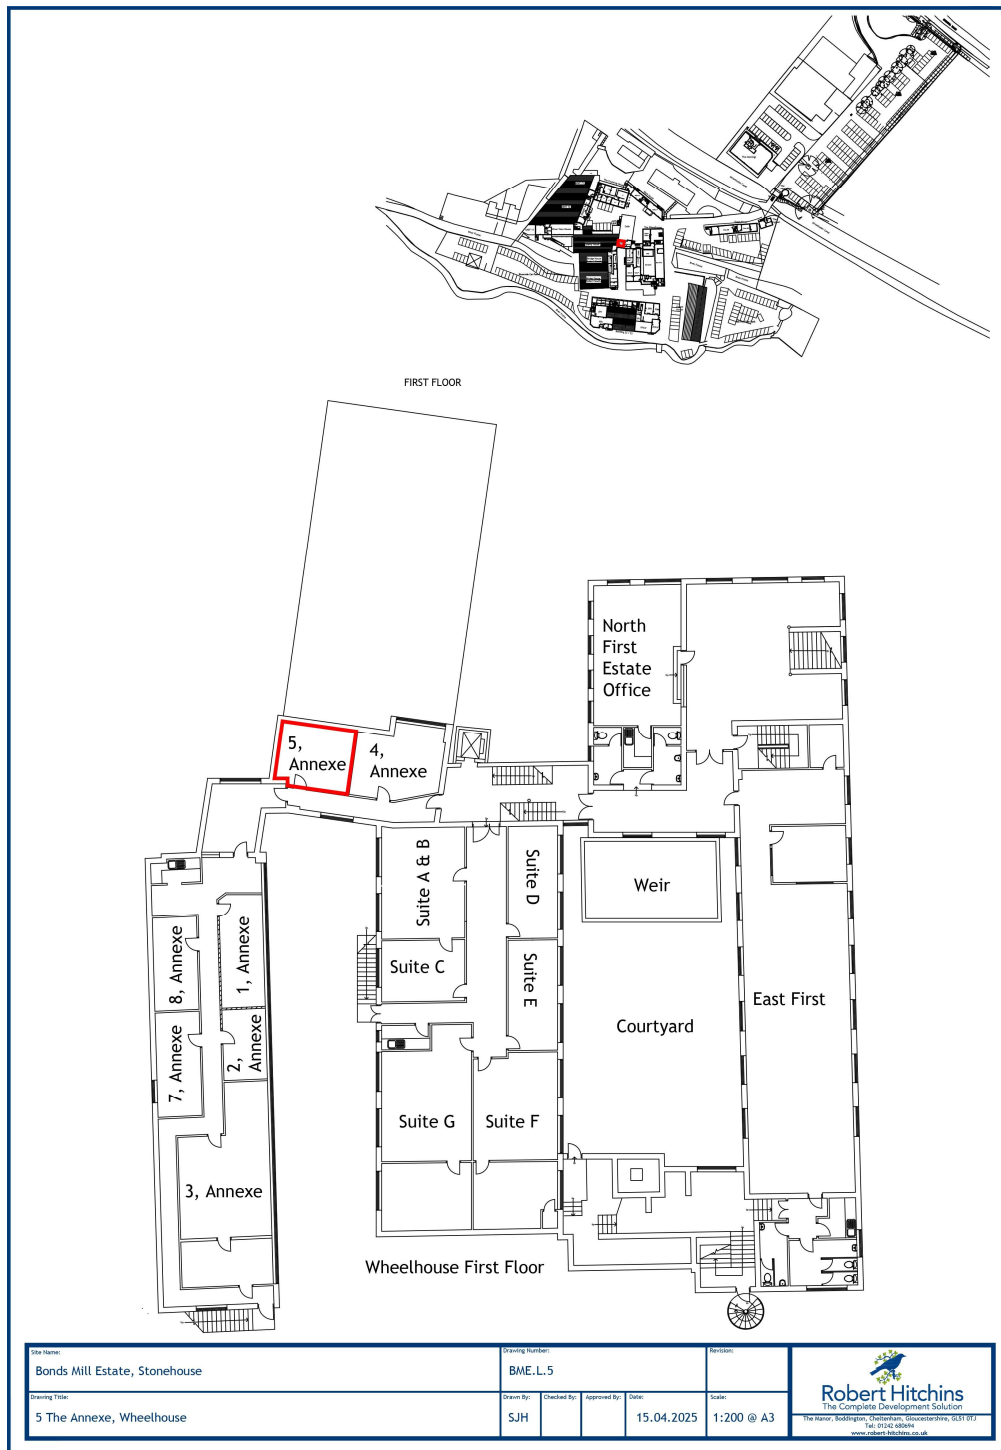 FIRST FLOOR
North
First
Estate
Office
5,
Annexe
4,
Annexe
Suite A & B
Suite D
Weir
Suite C
Suite E
8, Annexe
1, Annexe
East First
Courtyard
2,
Annexe
7, Annexe
Suite G
Suite F
3, Annexe
Wheelhouse First Floor
Site Name:
Bonds Mill Estate, Stonehouse
Drawing Number:
BME.L.5
Revision:
Drawing Title:
5 The Annexe, Wheelhouse
Drawn By:
SJH
Checked By:
Approved By:
Date:
15.04.2025
Scale:
1:200 @ A3
Robert Hitchins
The Complete Development Solution
The Manor, Boddington, Cheltenham, Gloucestershire, GL51 0TJ
Tel: 01242 680694
www.robert-hitchins.co.uk